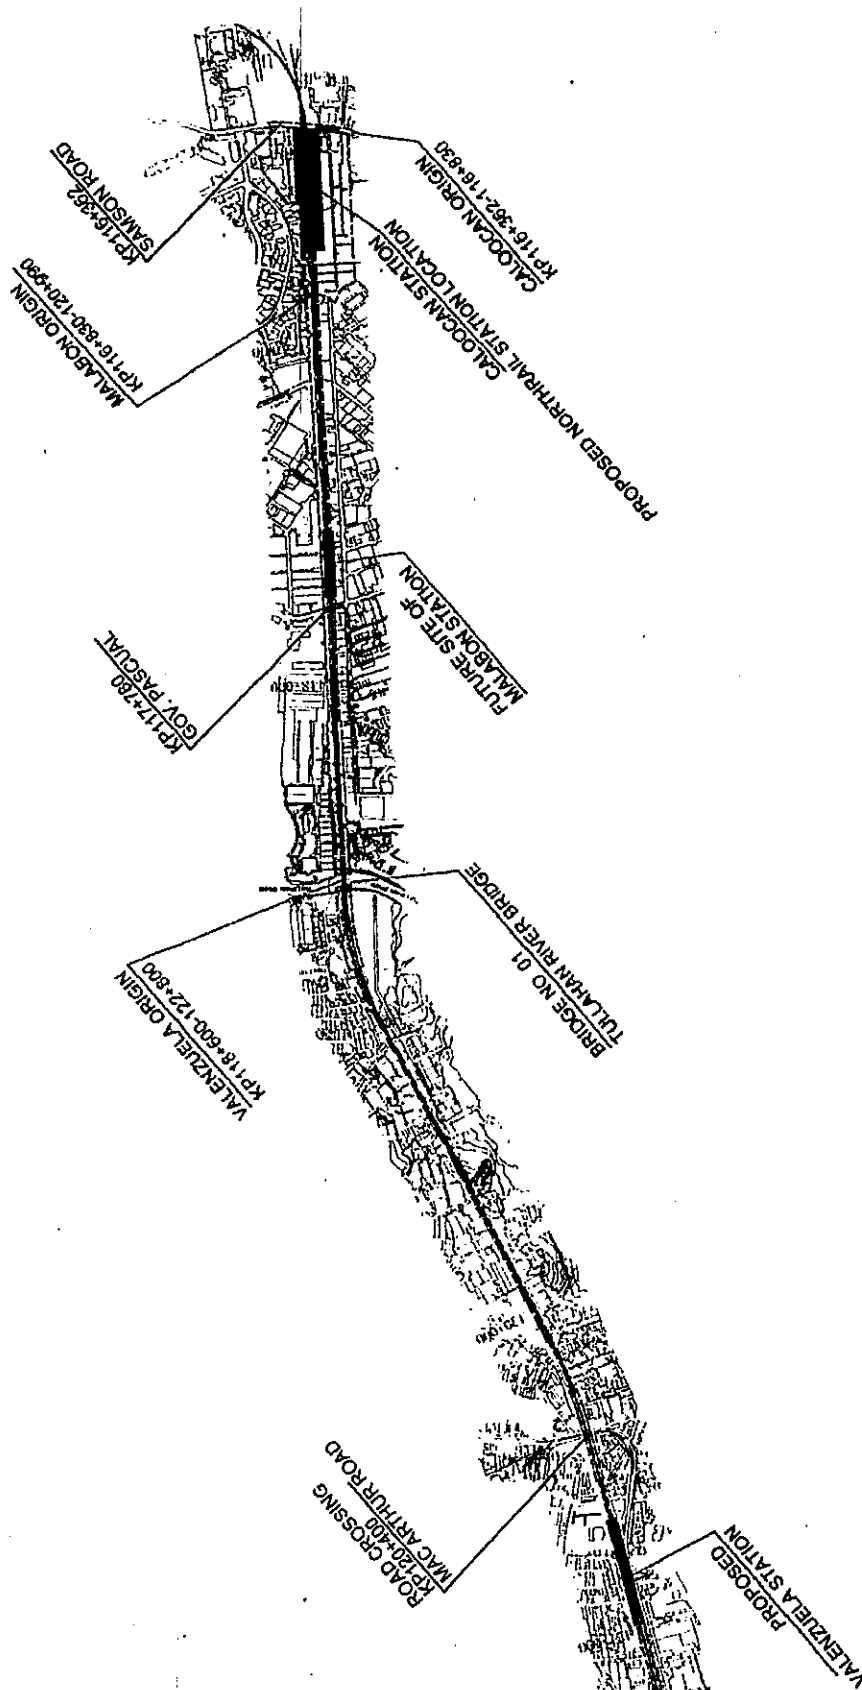 KP116+362
SAMSON ROAD
CALOOCAN ORIGIN
KP116+362-116+830
MALABON ORIGIN
KP116+830-120+990
CALOOCAN STATION
PROPOSED NORTHRAIL STATION LOCATION
FUTURE SITE OF
MALABON STATION
KP117+780
GOV. PASCUAL
BRIDGE NO 01
TULLAHAN RIVER BRIDGE
VALENZUELA ORIGIN
KP118+600-122+800
ROAD CROSSING
KP120+400
MAC ARTHUR ROAD
PROPOSED
VALENZUELA STATION